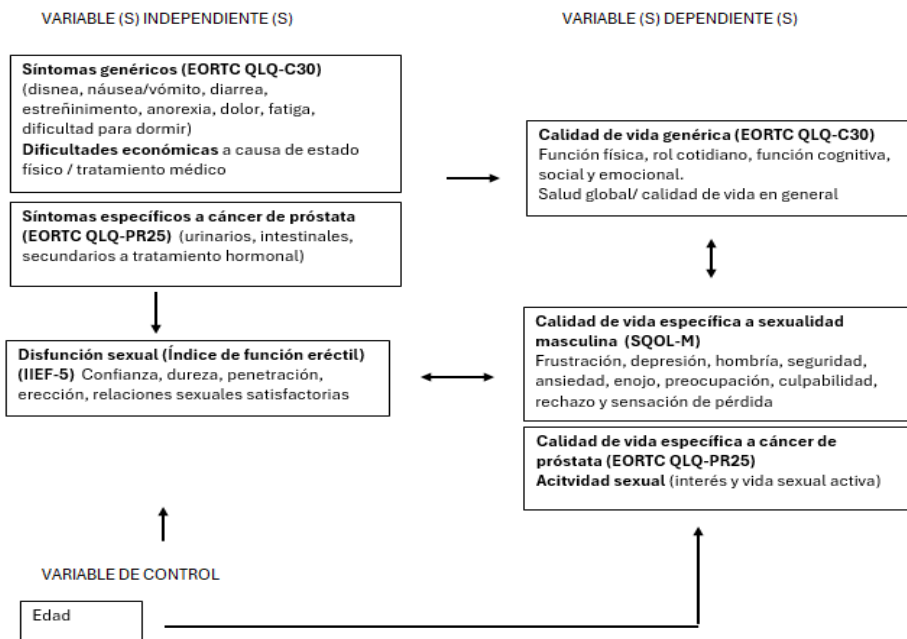 VARIABLE (S) INDEPENDIENTE (S)
VARIABLE (S) DEPENDIENTE (S)
Síntomas genéricos (EORTC QLQ-C30)
(disnea, náusea/vómito, diarrea,
estreñinimento, anorexia, dolor, fatiga,
dificultad para dormir)
Dificultades económicas a causa de estado
físico / tratamiento médico
Síntomas específicos a cáncer de próstata
(EORTC QLQ-PR25) (urinarios, intestinales,
secundarios a tratamiento hormonal)
Calidad de vida genérica (EORTC QLQ-C30)
Función física, rol cotidiano, función cognitiva,
social y emocional.
Salud global/ calidad de vida en general
Disfunción sexual (Índice de función eréctil)
(IIEF-5) Confianza, dureza, penetración,
erección, relaciones sexuales satisfactorias
Calidad de vida específica a sexualidad
masculina (SQOL-M)
Frustración, depresión, hombría, seguridad,
ansiedad, enojo, preocupación, culpabilidad,
rechazo y sensación de pérdida
Calidad de vida específica a cáncer de
próstata (EORTC QLQ-PR25)
Acitvidad sexual (interés y vida sexual activa)
VARIABLE DE CONTROL
Edad